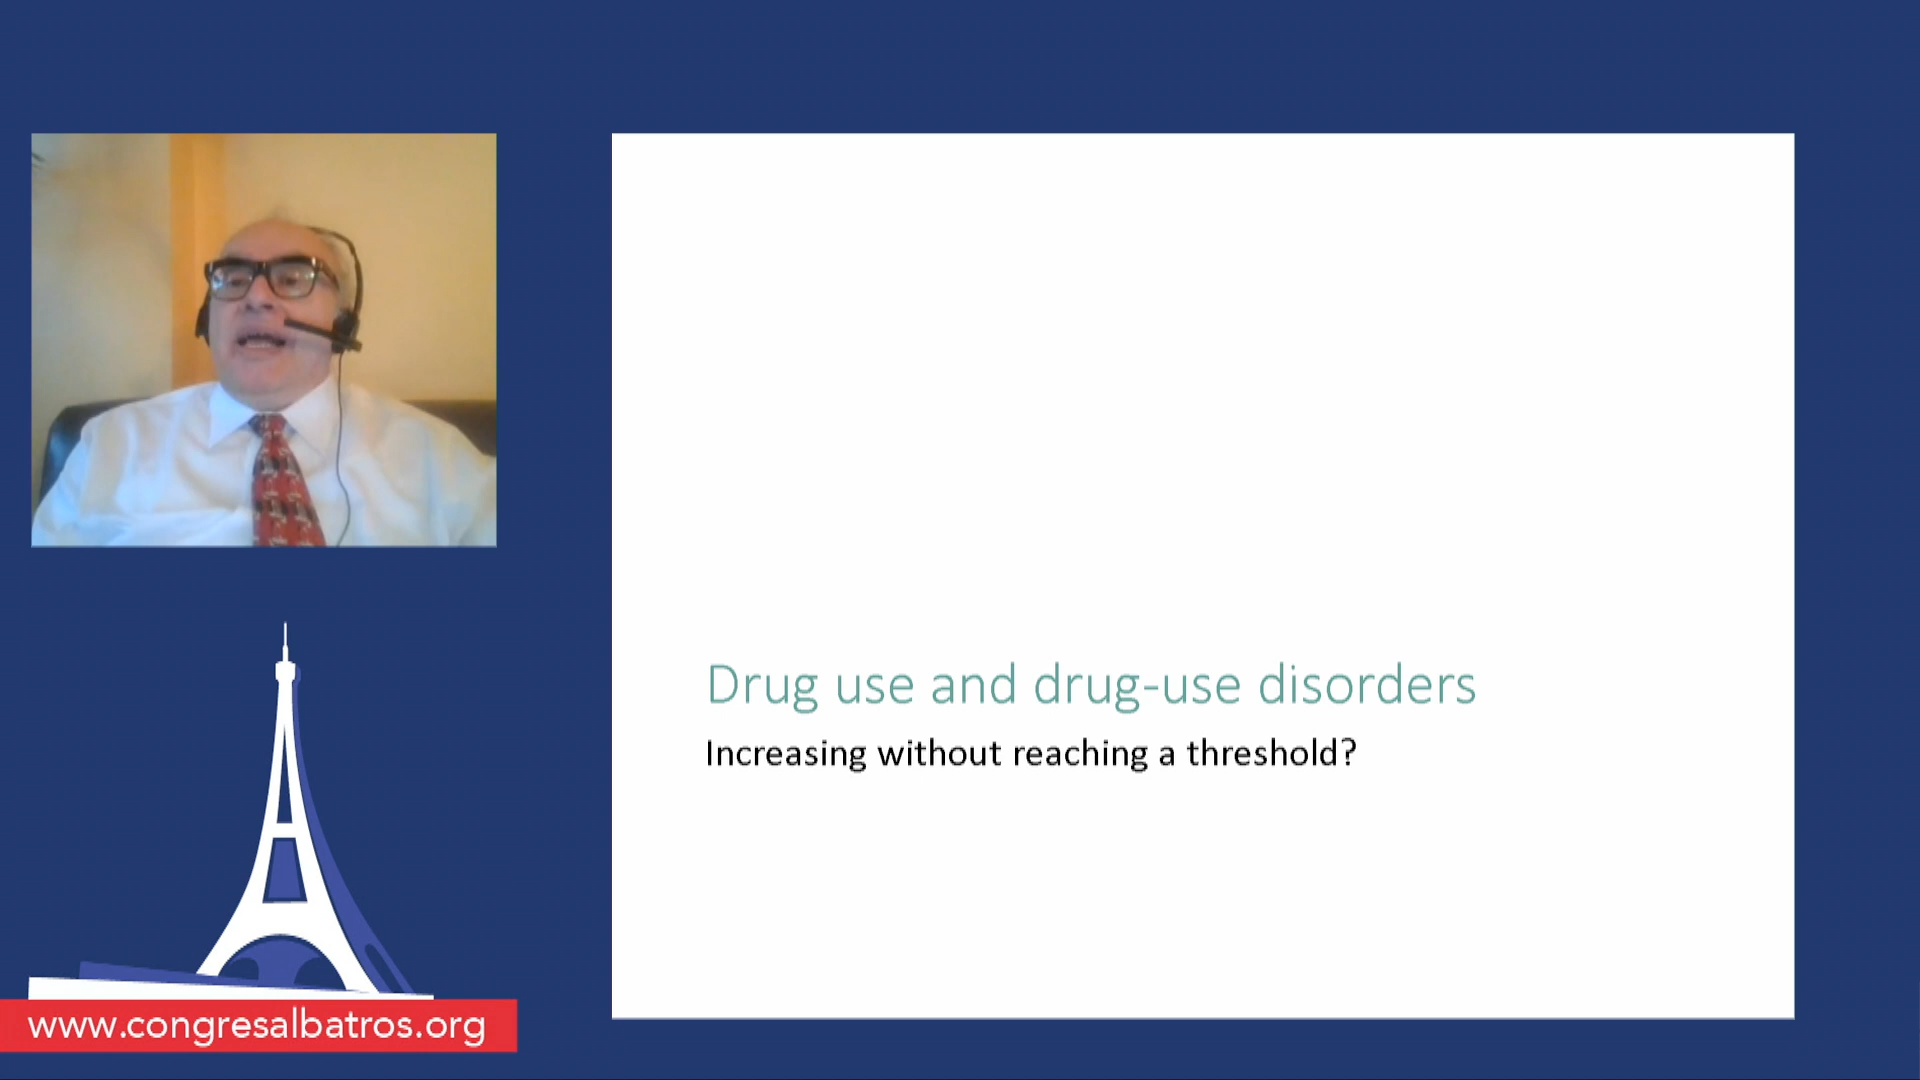 Drug use and drug-use disorders
Increasing without reaching a threshold?
www.congresalbatros.org